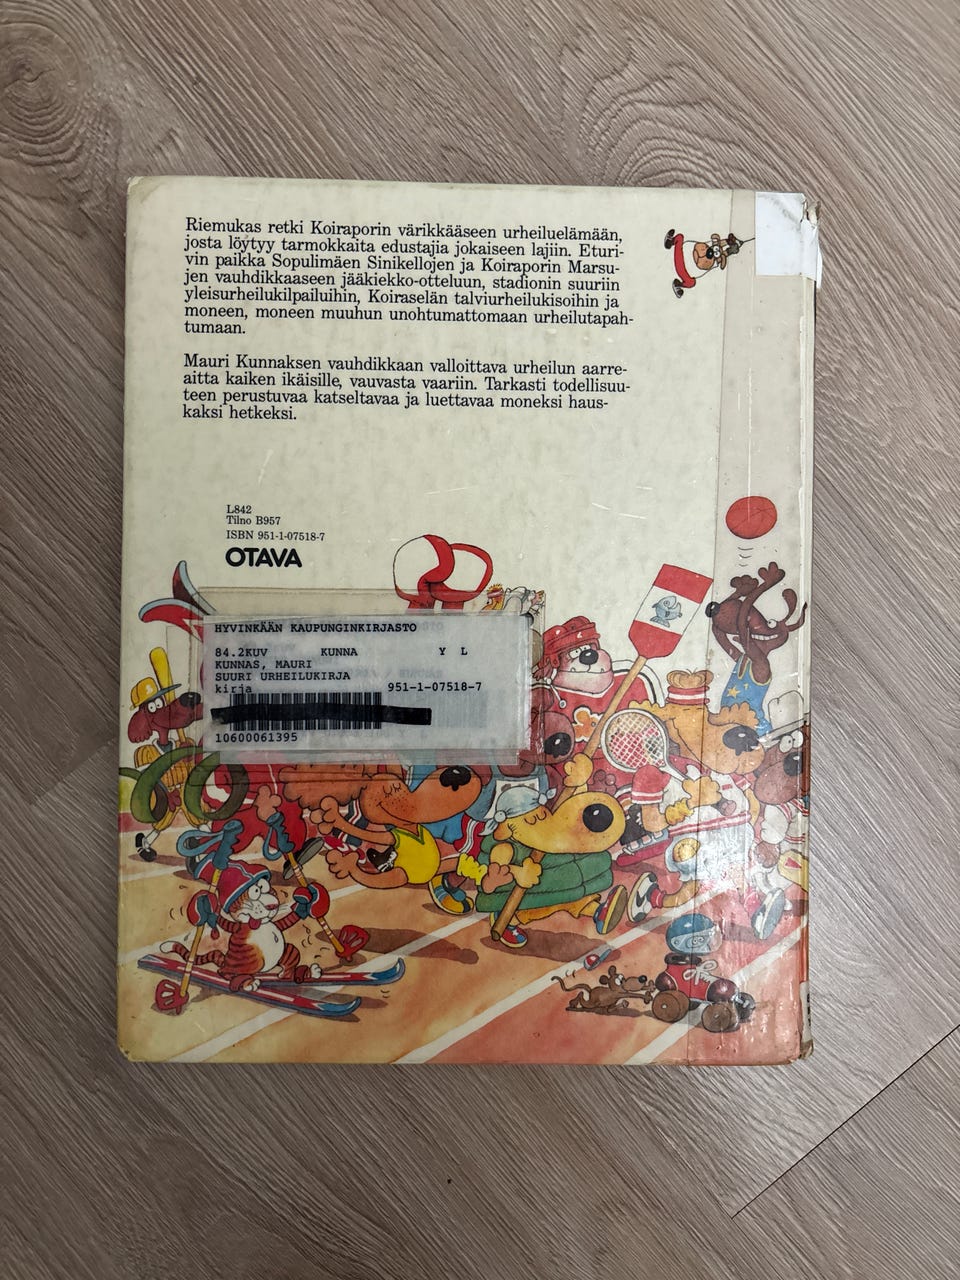 Riemukas retki Koiraporin värikkääseen urheiluelämään,
josta löytyy tarmokkaita edustajia jokaiseen lajiin. Eturi-
vin paikka Sopulimäen Sinikellojen ja Koiraporin Marsu-
jen vauhdikkaaseen jääkiekko-otteluun, stadionin suuriin
yleisurheilukilpailuihin, Koiraselän talviurheilukisoihin ja
moneen, moneen muuhun unohtumattomaan urheilutapah-
tumaan.
Mauri Kunnaksen vauhdikkaan valloittava urheilun aarre-
aitta kaiken ikäisille, vauvasta vaariin. Tarkasti todellisuu-
teen perustuvaa katseltavaa ja luettavaa moneksi haus-
kaksi hetkeksi.
L842
Tilno B957
ISBN 951-1-07518-7
OTAVA
HYVINKÄÄN KAUPUNGINKIRJASTO
84.2KUV KUNNA Y L
KUNNAS, MAURI
SUURI URHEILUKIRJA
kirja 951-1-07518-7
10600061395